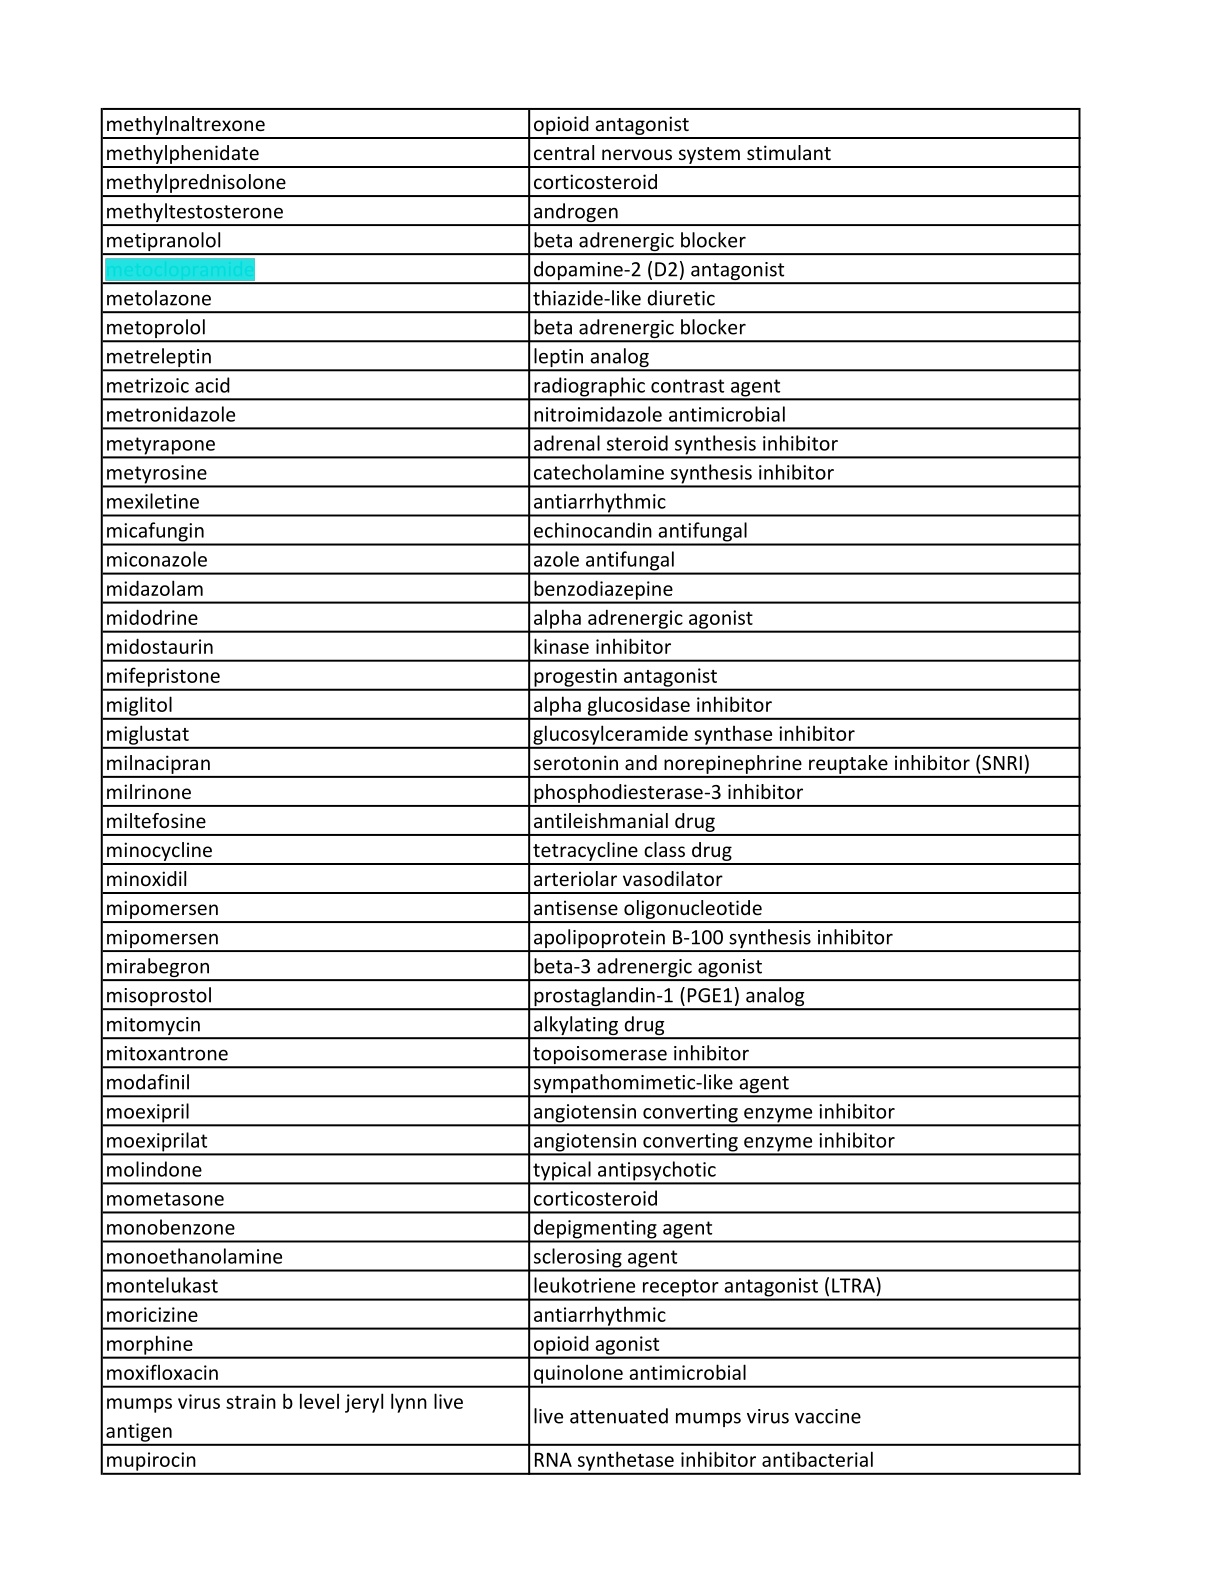 methylnaltrexone opioid antagonist
methylphenidate central nervous system stimulant
methylprednisolone corticosteroid
methyltestosterone androgen
metipranolol beta adrenergic blocker
metoclopramide dopamine-2 (D2) antagonist
metolazone thiazide-like diuretic
metoprolol beta adrenergic blocker
metreleptin leptin analog
metrizoic acid radiographic contrast agent
metronidazole nitroimidazole antimicrobial
metyrapone adrenal steroid synthesis inhibitor
metyrosine catecholamine synthesis inhibitor
mexiletine antiarrhythmic
micafungin echinocandin antifungal
miconazole azole antifungal
midazolam benzodiazepine
midodrine alpha adrenergic agonist
midostaurin kinase inhibitor
mifepristone progestin antagonist
miglitol alpha glucosidase inhibitor
miglustat glucosylceramide synthase inhibitor
milnacipran serotonin and norepinephrine reuptake inhibitor (SNRI)
milrinone phosphodiesterase-3 inhibitor
miltefosine antileishmanial drug
minocycline tetracycline class drug
minoxidil arteriolar vasodilator
mipomersen antisense oligonucleotide
mipomersen apolipoprotein B-100 synthesis inhibitor
mirabegron beta-3 adrenergic agonist
misoprostol prostaglandin-1 (PGE1) analog
mitomycin alkylating drug
mitoxantrone topoisomerase inhibitor
modafinil sympathomimetic-like agent
moexipril angiotensin converting enzyme inhibitor
moexiprilat angiotensin converting enzyme inhibitor
molindone typical antipsychotic
mometasone corticosteroid
monobenzone depigmenting agent
monoethanolamine sclerosing agent
montelukast leukotriene receptor antagonist (LTRA)
moricizine antiarrhythmic
morphine opioid agonist
moxifloxacin quinolone antimicrobial
mumps virus strain b level jeryl lynn live
antigen
live attenuated mumps virus vaccine
mupirocin RNA synthetase inhibitor antibacterial